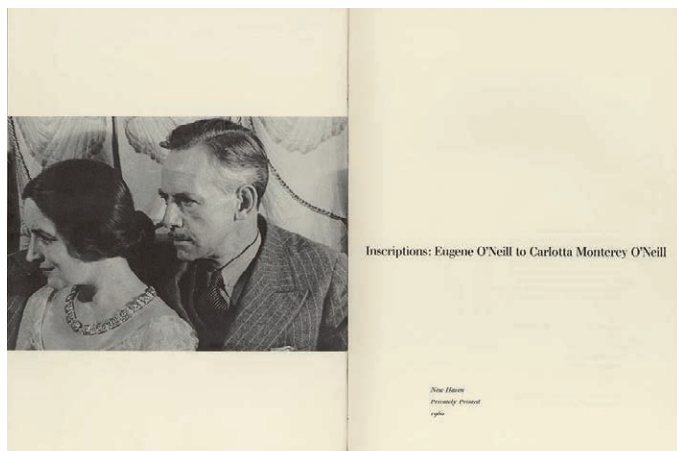 Inscriptions: Eugene O'Neill to Carlotta Monterey O'Neill
New Haven
Privately Printed
1960